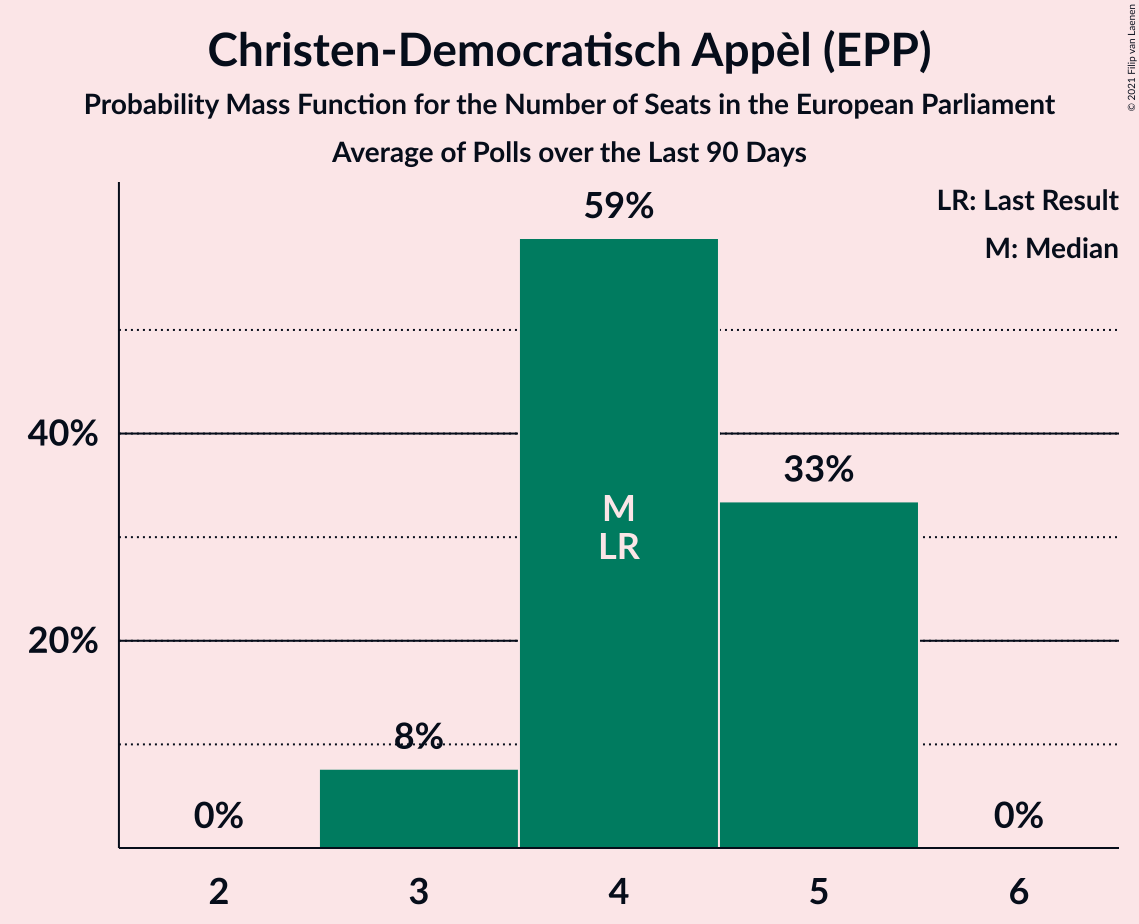 Christen-Democratisch Appèl (EPP)
Probability Mass Function for the Number of Seats in the European Parliament
Average of Polls over the Last 90 Days
© 2021 Filip van Laenen
LR: Last Result
M: Median
59%
40%
33%
M
LR
20%
8%
0%
0%
2
3
4
5
6